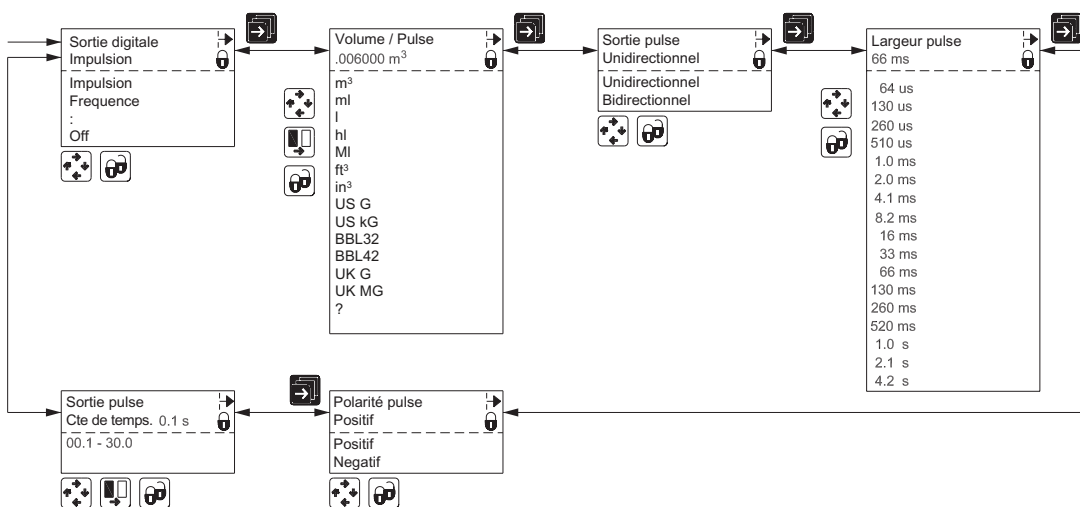 Sortie digitale
Impulsion
Impulsion
Frequence
:
Off
Volume / Pulse
.006000 m³
m³
ml
l
hl
Ml
ft³
in³
US G
US kG
BBL32
BBL42
UK G
UK MG
?
Sortie pulse
Unidirectionnel
Unidirectionnel
Bidirectionnel
Largeur pulse
66 ms
64 us
130 us
260 us
510 us
1.0 ms
2.0 ms
4.1 ms
8.2 ms
16 ms
33 ms
66 ms
130 ms
260 ms
520 ms
1.0 s
2.1 s
4.2 s
Sortie pulse
Cte de temps. 0.1 s
00.1 - 30.0
Polarité pulse
Positif
Positif
Negatif